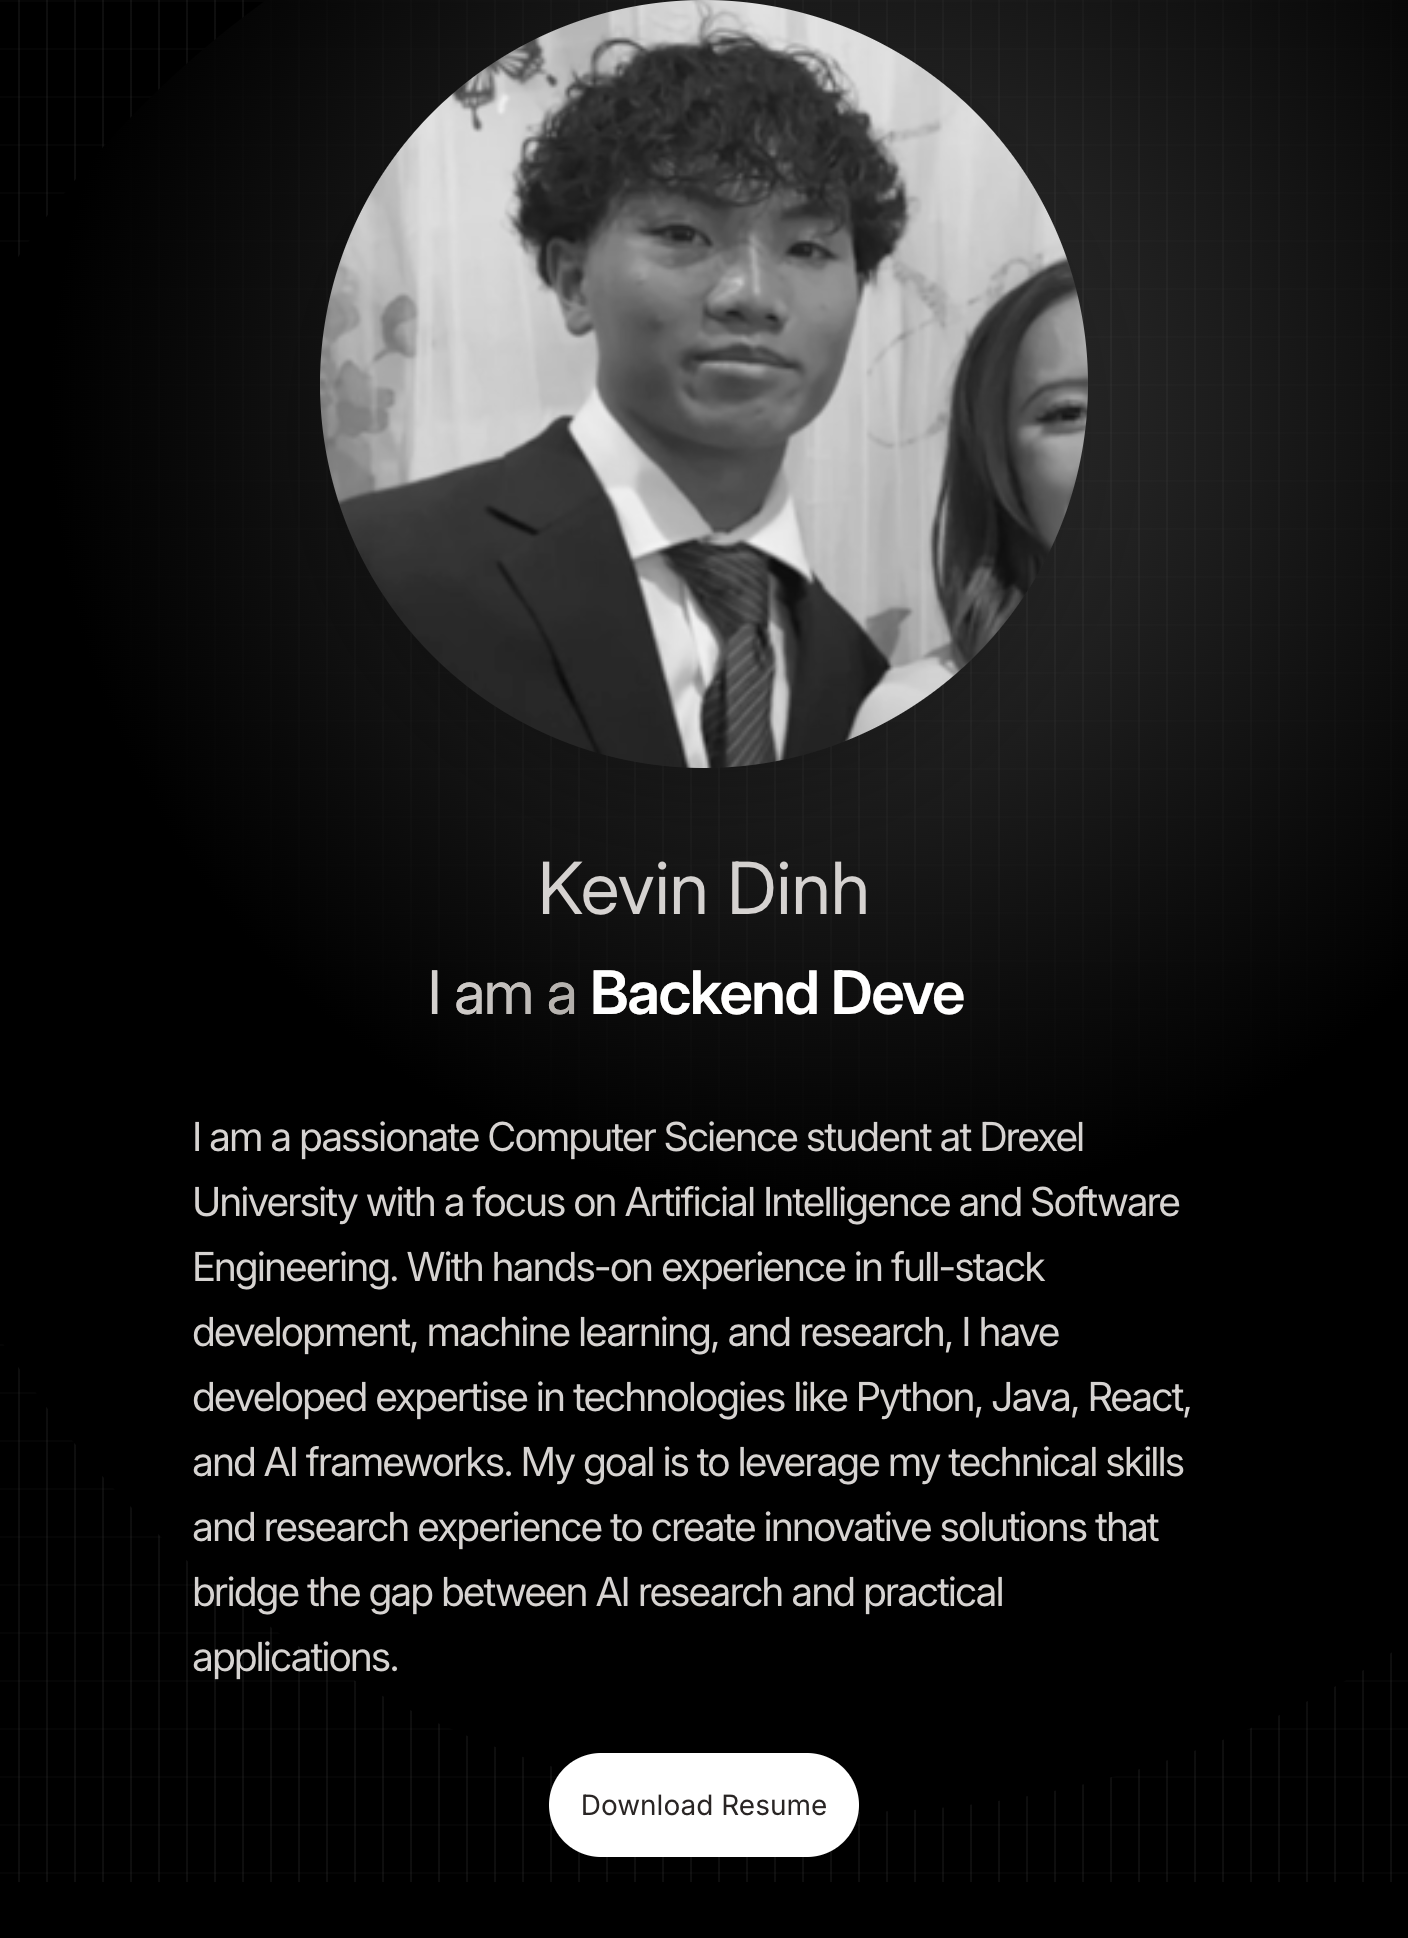 Kevin Dinh
I am a Backend Deve
I am a passionate Computer Science student at Drexel
University with a focus on Artificial Intelligence and Software
Engineering. With hands-on experience in full-stack
development, machine learning, and research, I have
developed expertise in technologies like Python, Java, React,
and AI frameworks. My goal is to leverage my technical skills
and research experience to create innovative solutions that
bridge the gap between AI research and practical
applications.
Download Resume